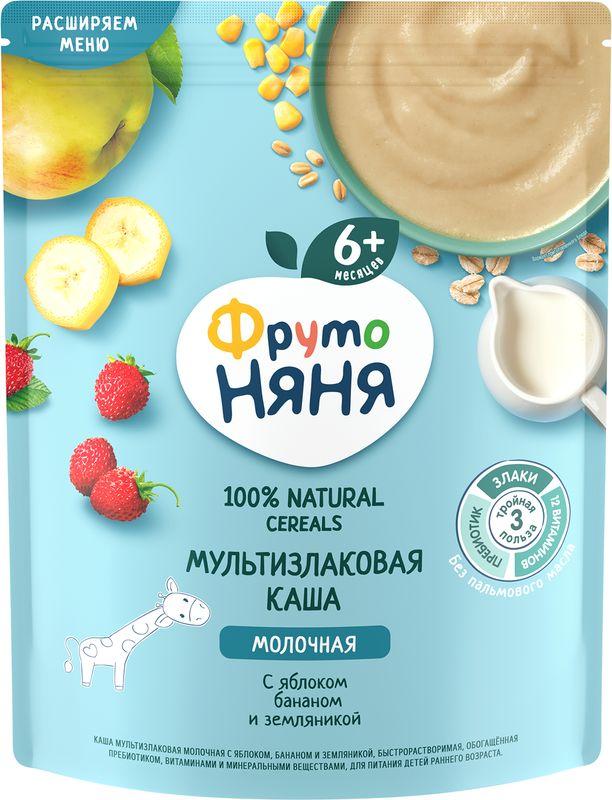 РАСШИРЯЕМ
МЕНЮ
6+
месяцев
Фруто
НЯНЯ
100% NATURAL
CEREALS
МУЛЬТИЗЛАКОВАЯ
КАША
МОЛОЧНАЯ
С яблоком
бананом
и земляникой
ЗЛАКИ
12 ВИТАМИНОВ
ПРЕБИОТИК
тройная
3
польза
Без пальмового масла
КАША МУЛЬТИЗЛАКОВАЯ МОЛОЧНАЯ С ЯБЛОКОМ, БАНАНОМ И ЗЕМЛЯНИКОЙ, БЫСТРОРАСТВОРИМАЯ, ОБОГАЩЁННАЯ
ПРЕБИОТИКОМ, ВИТАМИНАМИ И МИНЕРАЛЬНЫМИ ВЕЩЕСТВАМИ, ДЛЯ ПИТАНИЯ ДЕТЕЙ РАННЕГО ВОЗРАСТА.